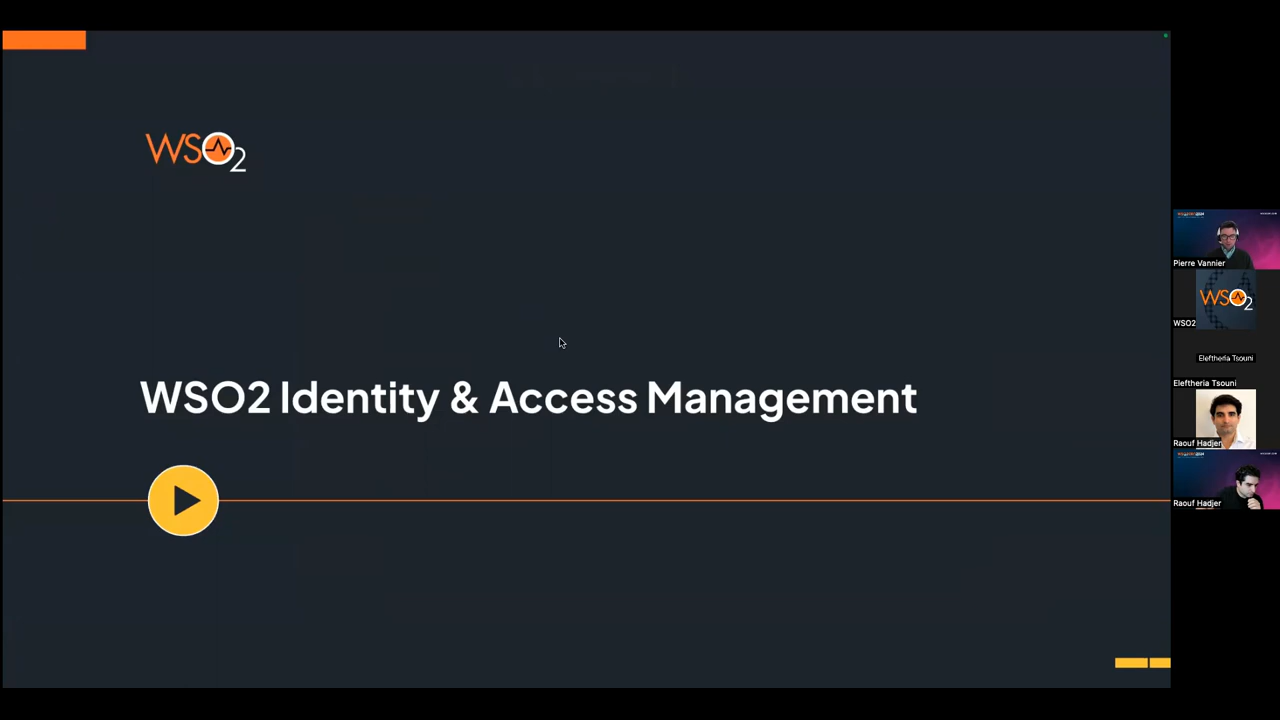 WSO2
WSO2 Identity & Access Management
Pierre Vannier
WSO2
WSO2
Eleftheria Tsouni
Eleftheria Tsouni
Raouf Hadjer
Raouf Hadjer